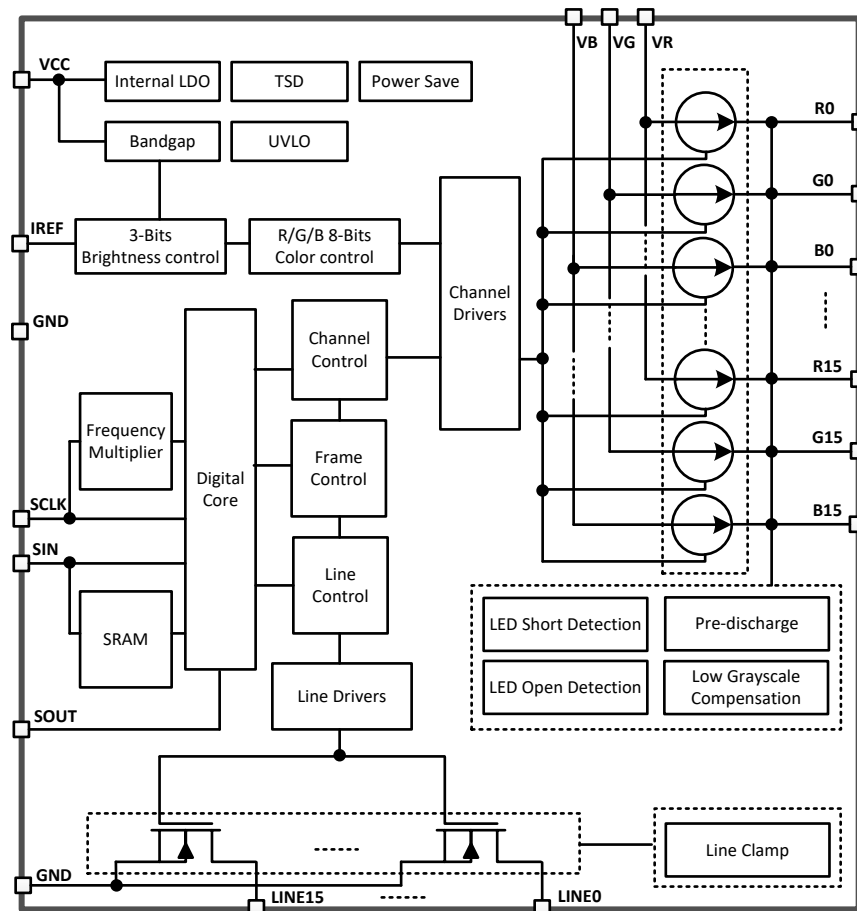 VB VG VR
VCC
Internal LDO
TSD
Power Save
R0
Bandgap
UVLO
G0
IREF
3-Bits
Brightness control
R/G/B 8-Bits
Color control
B0
Channel
Drivers
GND
Channel
Control
R15
Frequency
Multiplier
Digital
Core
Frame
Control
G15
SCLK
B15
SIN
Line
Control
SRAM
LED Short Detection
Pre-discharge
LED Open Detection
Low Grayscale
Compensation
Line Drivers
SOUT
Line Clamp
GND
LINE15
LINE0